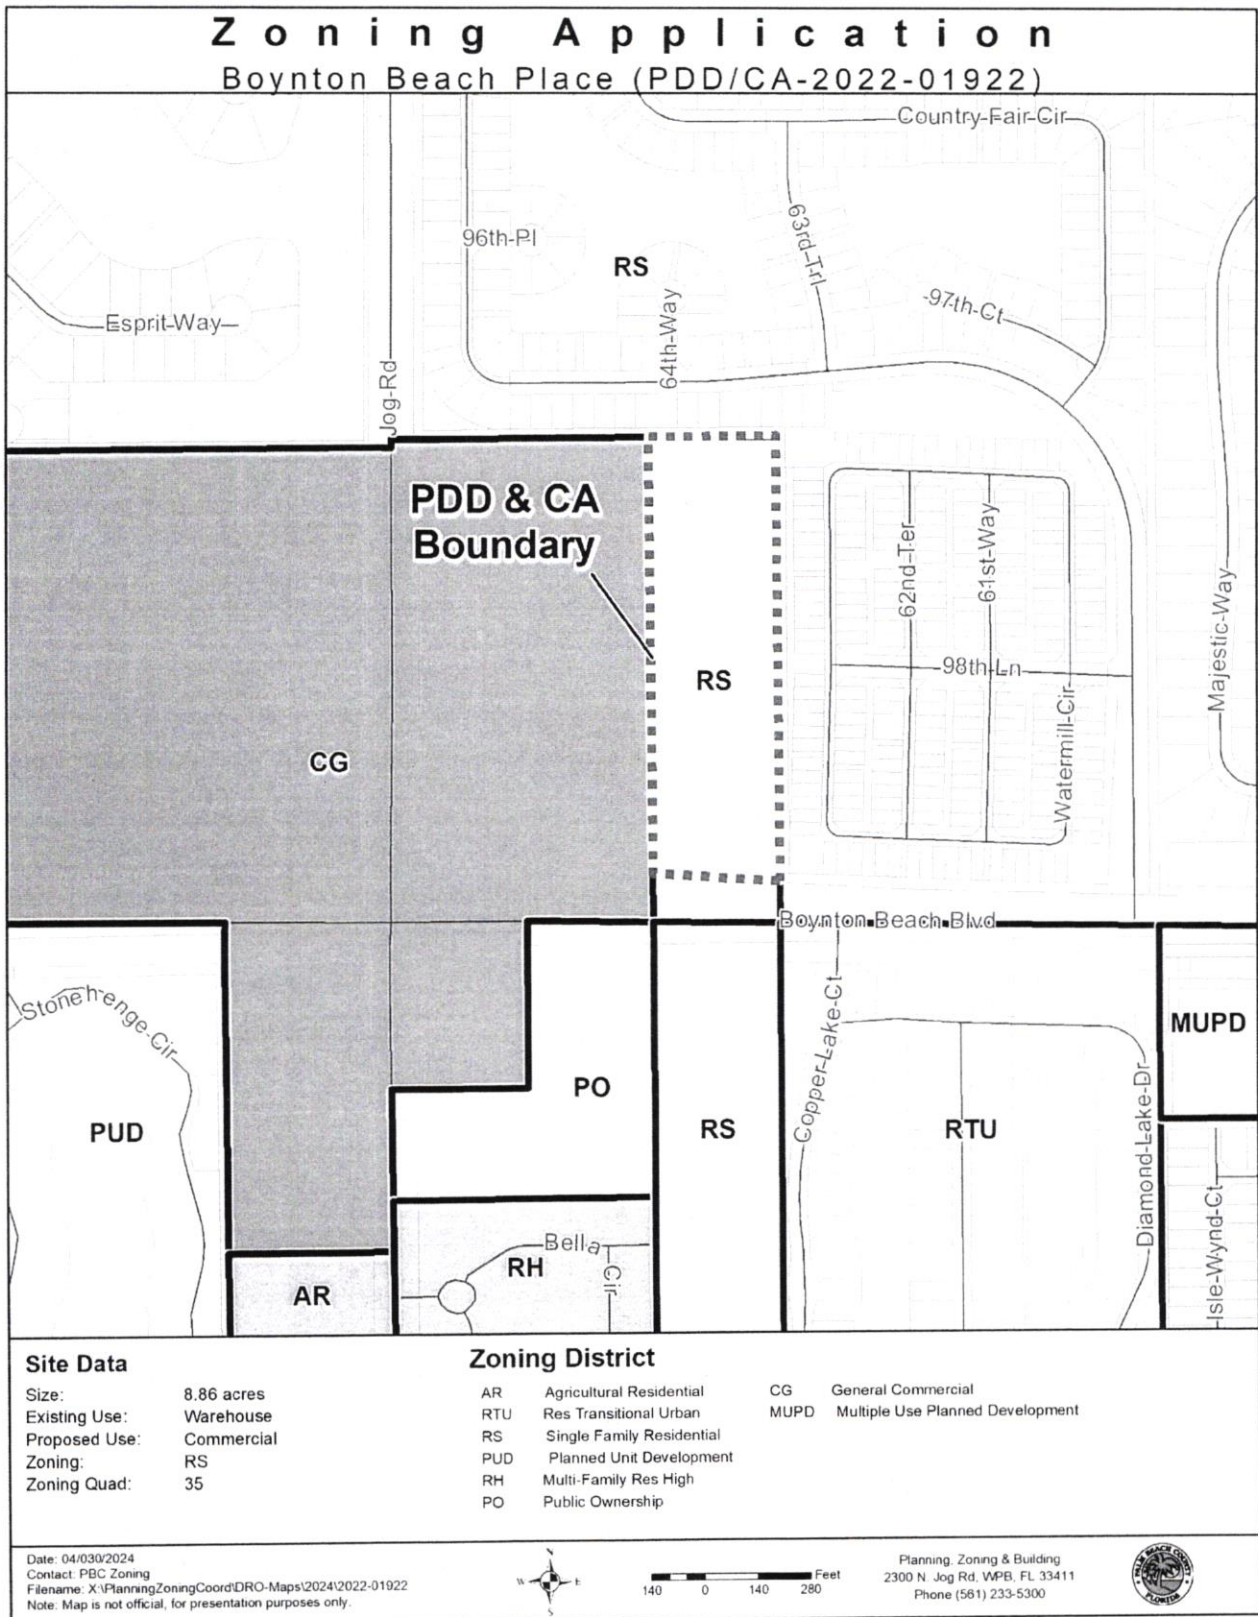 Zoning Application
Boynton Beach Place (PDD/CA-2022-01922)
Country-Fair-Cir
96th-Pl
63rd-Trl
RS
-97th-Ct
Esprit-Way
64th-Way
Jog-Rd
PDD & CA
Boundary
62nd-Ter
61st-Way
Majestic-Way
98th-Ln
RS
Watermill-Cir
CG
Boynton Beach Blvd
Stonehenge-Cir
Copper-Lake-Ct
MUPD
PO
Diamond-Lake-Dr
PUD
RS
RTU
Isle-Wynd-Ct
Bella
Cir
RH
AR
Site Data
Size: 8.86 acres
Existing Use: Warehouse
Proposed Use: Commercial
Zoning: RS
Zoning Quad: 35
Zoning District
AR Agricultural Residential
RTU Res Transitional Urban
RS Single Family Residential
PUD Planned Unit Development
RH Multi-Family Res High
PO Public Ownership
CG General Commercial
MUPD Multiple Use Planned Development
Date: 04/030/2024
Contact: PBC Zoning
Filename: X:\PlanningZoningCoord\DRO-Maps\2024\2022-01922
Note: Map is not official, for presentation purposes only.
N
W E
S
Feet
140 0 140 280
Planning, Zoning & Building
2300 N. Jog Rd, WPB, FL 33411
Phone (561) 233-5300
PALM BEACH COUNTY
FLORIDA